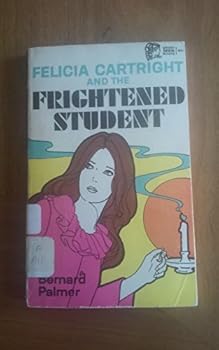 FELICIA CARTRIGHT
AND THE
FRIGHTENED
STUDENT
Bernard
Palmer